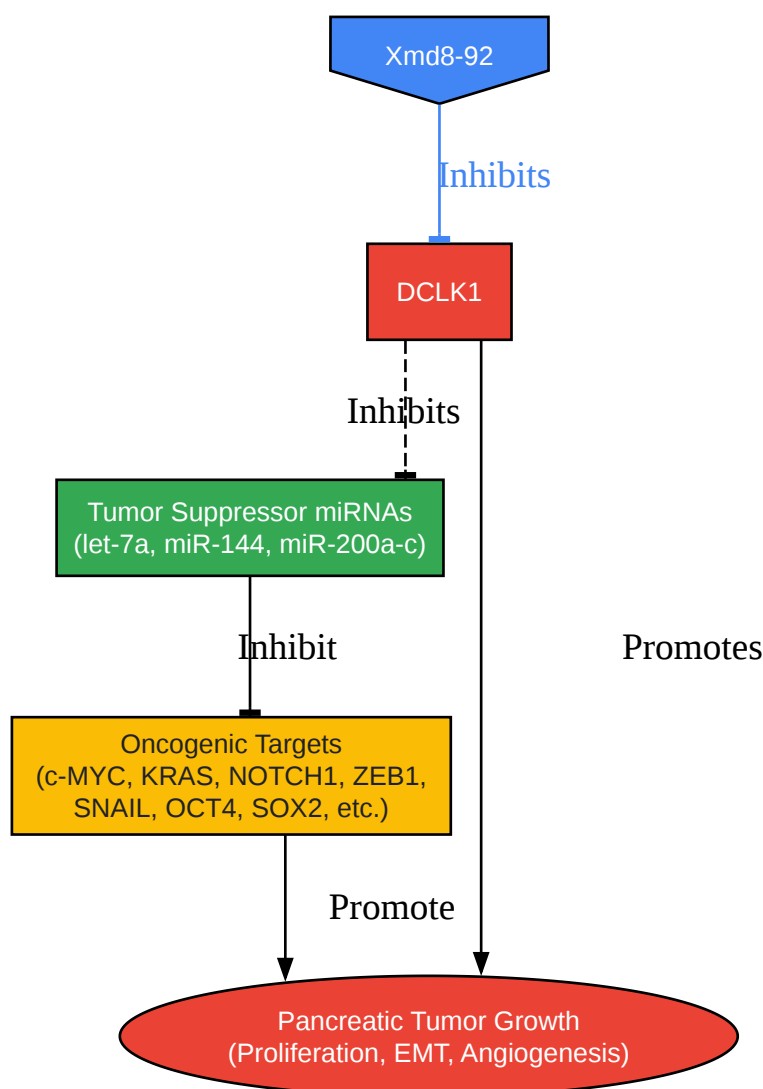 Xmd8-92
Inhibits
DCLK1
Inhibits
Tumor Suppressor miRNAs
(let-7a, miR-144, miR-200a-c)
Inhibit
Promotes
Oncogenic Targets
(c-MYC, KRAS, NOTCH1, ZEB1,
SNAIL, OCT4, SOX2, etc.)
Promote
Pancreatic Tumor Growth
(Proliferation, EMT, Angiogenesis)